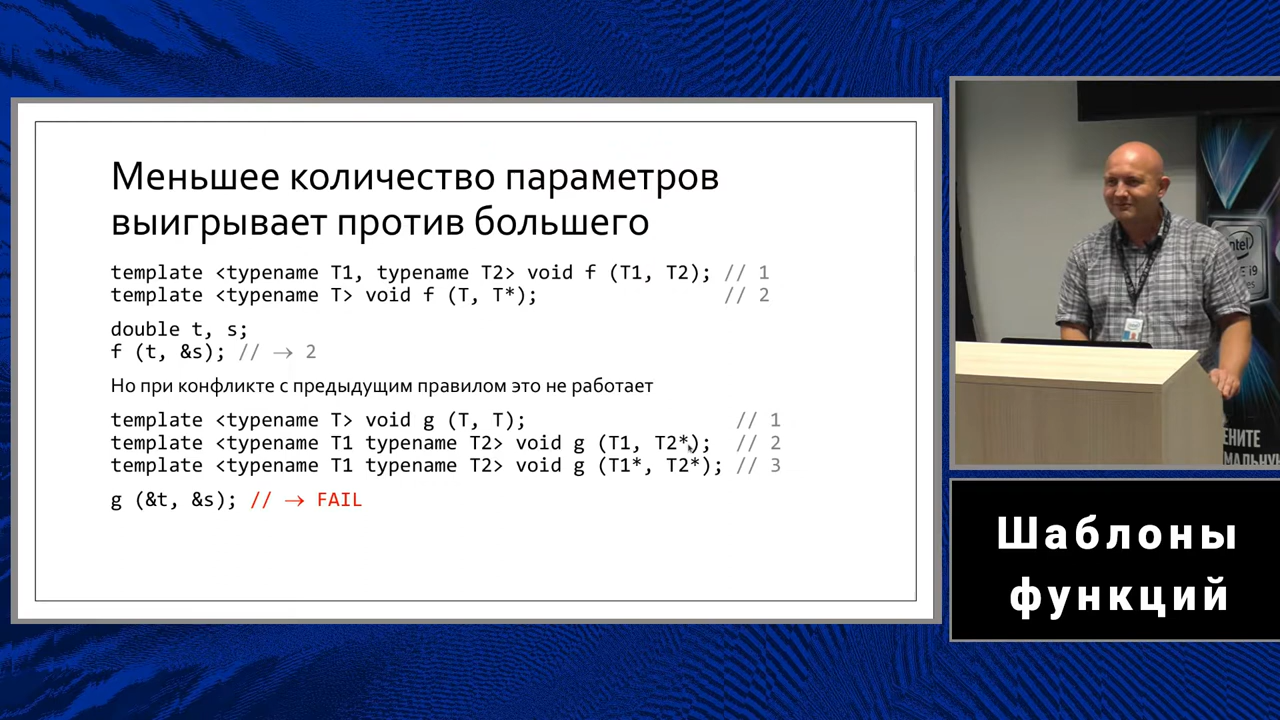 Меньшее количество параметров
выигрывает против большего
template <typename T1, typename T2> void f (T1, T2); // 1
template <typename T> void f (T, T*); // 2
double t, s;
f (t, &s); // → 2
Но при конфликте с предыдущим правилом это не работает
template <typename T> void g (T, T); // 1
template <typename T1 typename T2> void g (T1, T2*); // 2
template <typename T1 typename T2> void g (T1*, T2*); // 3
g (&t, &s); // → FAIL
Шаблоны
функций